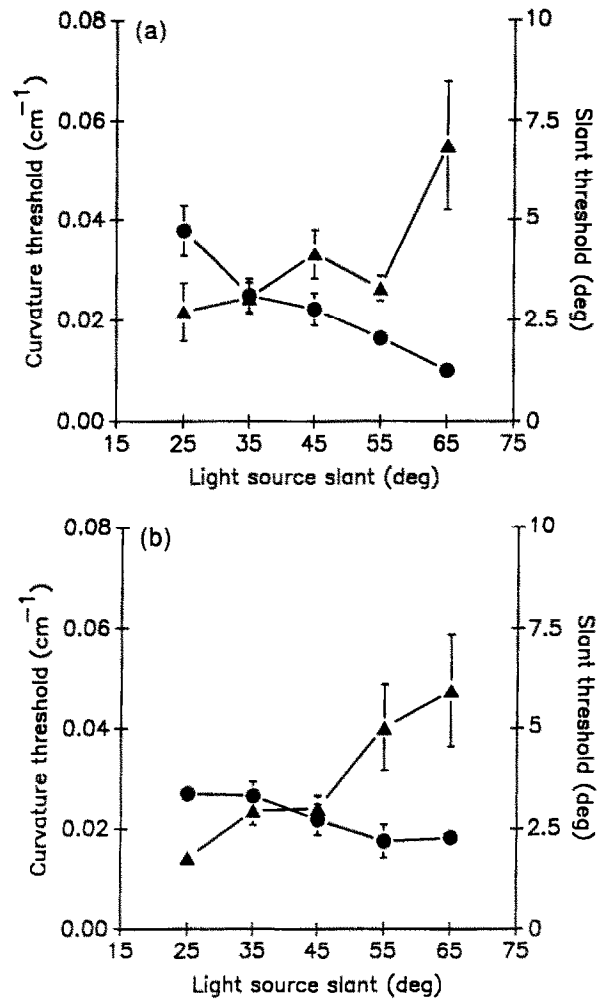 (a)
Curvature threshold (cm⁻¹)
0.08
0.06
0.04
0.02
0.00
10
7.5
5
2.5
0
Slant threshold (deg)
15 25 35 45 55 65 75
Light source slant (deg)
(b)
Curvature threshold (cm⁻¹)
0.08
0.06
0.04
0.02
0.00
10
7.5
5
2.5
0
Slant threshold (deg)
15 25 35 45 55 65 75
Light source slant (deg)